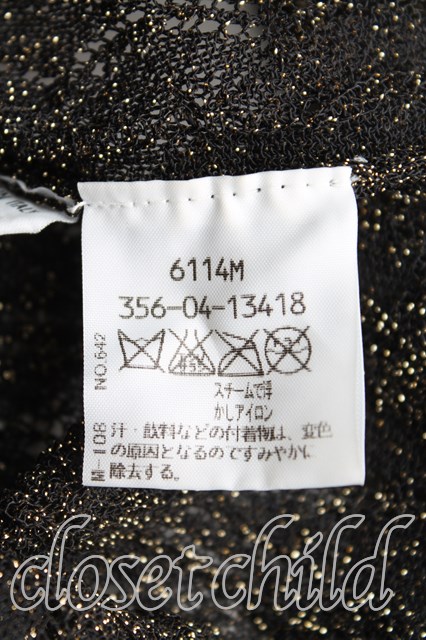 6114M
356-04-13418
NO.642
スチームで浮
かしアイロン
M-108
汁・飲料などの付着物は、変色
の原因となるのですみやかに
除去する。
closetchild